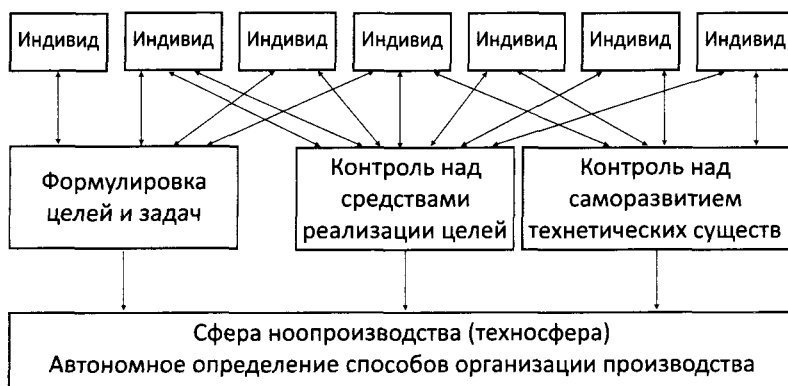 Индивид Индивид Индивид Индивид Индивид Индивид Индивид
Формулировка
целей и задач
Контроль над
средствами
реализации целей
Контроль над
саморазвитием
технетических существ
Сфера ноопроизводства (техносфера)
Автономное определение способов организации производства